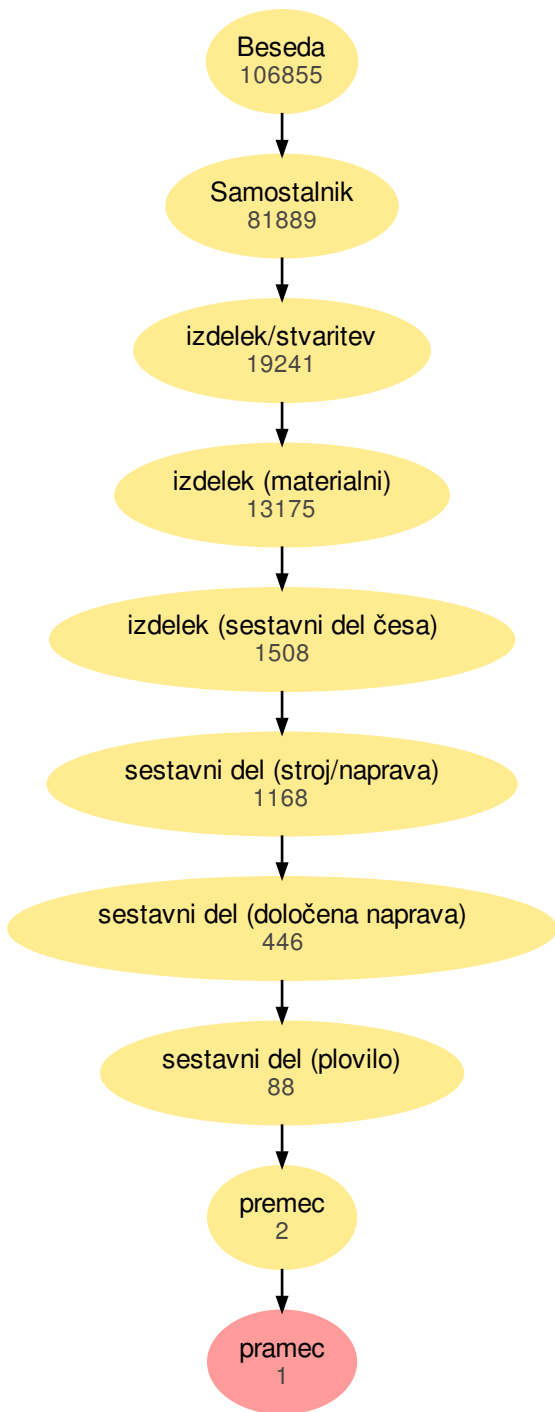 Beseda
106855
Samostalnik
81889
izdelek/stvaritev
19241
izdelek (materialni)
13175
izdelek (sestavni del česa)
1508
sestavni del (stroj/naprava)
1168
sestavni del (določena naprava)
446
sestavni del (plovilo)
88
premec
2
pramec
1